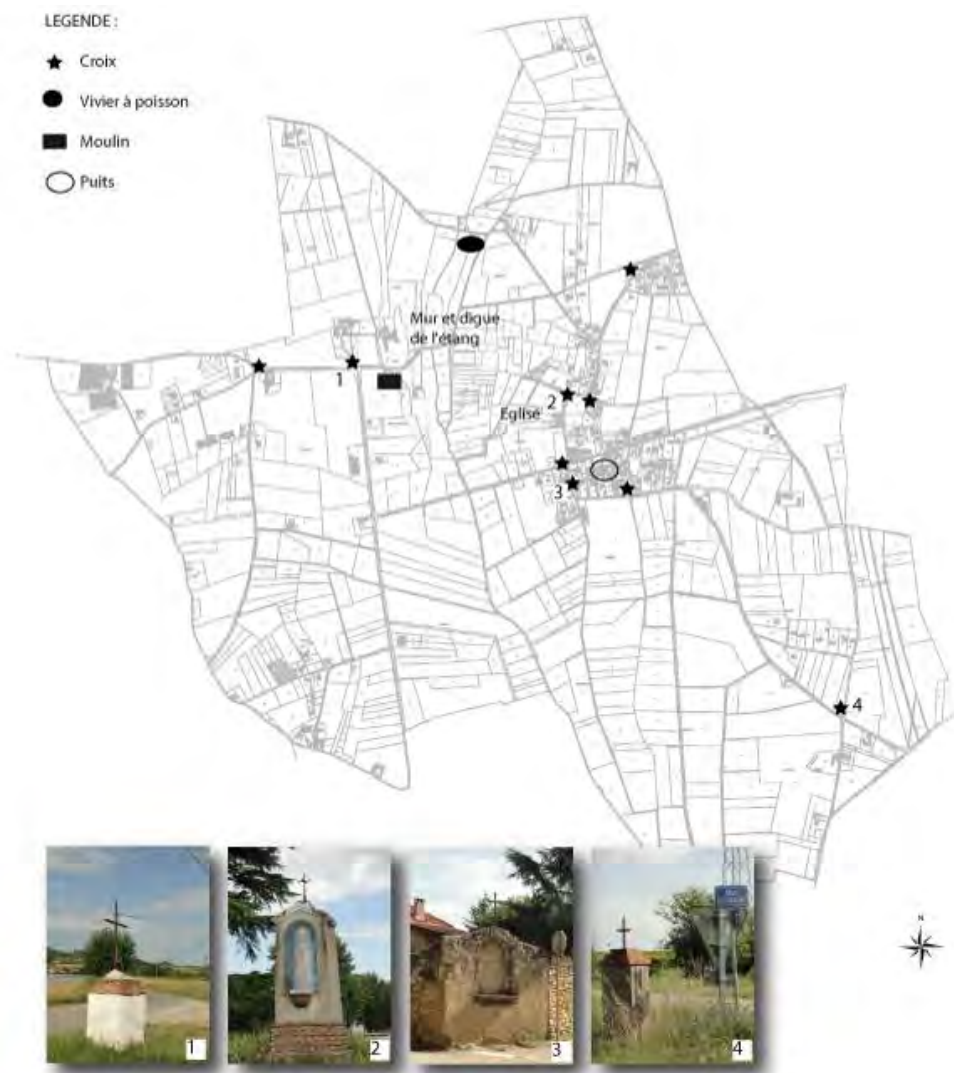 LEGENDE :
Croix
Vivier à poisson
Moulin
Puits
Mur et digue
de l'étang
1
2
Eglise
3
4
N
1
2
3
4